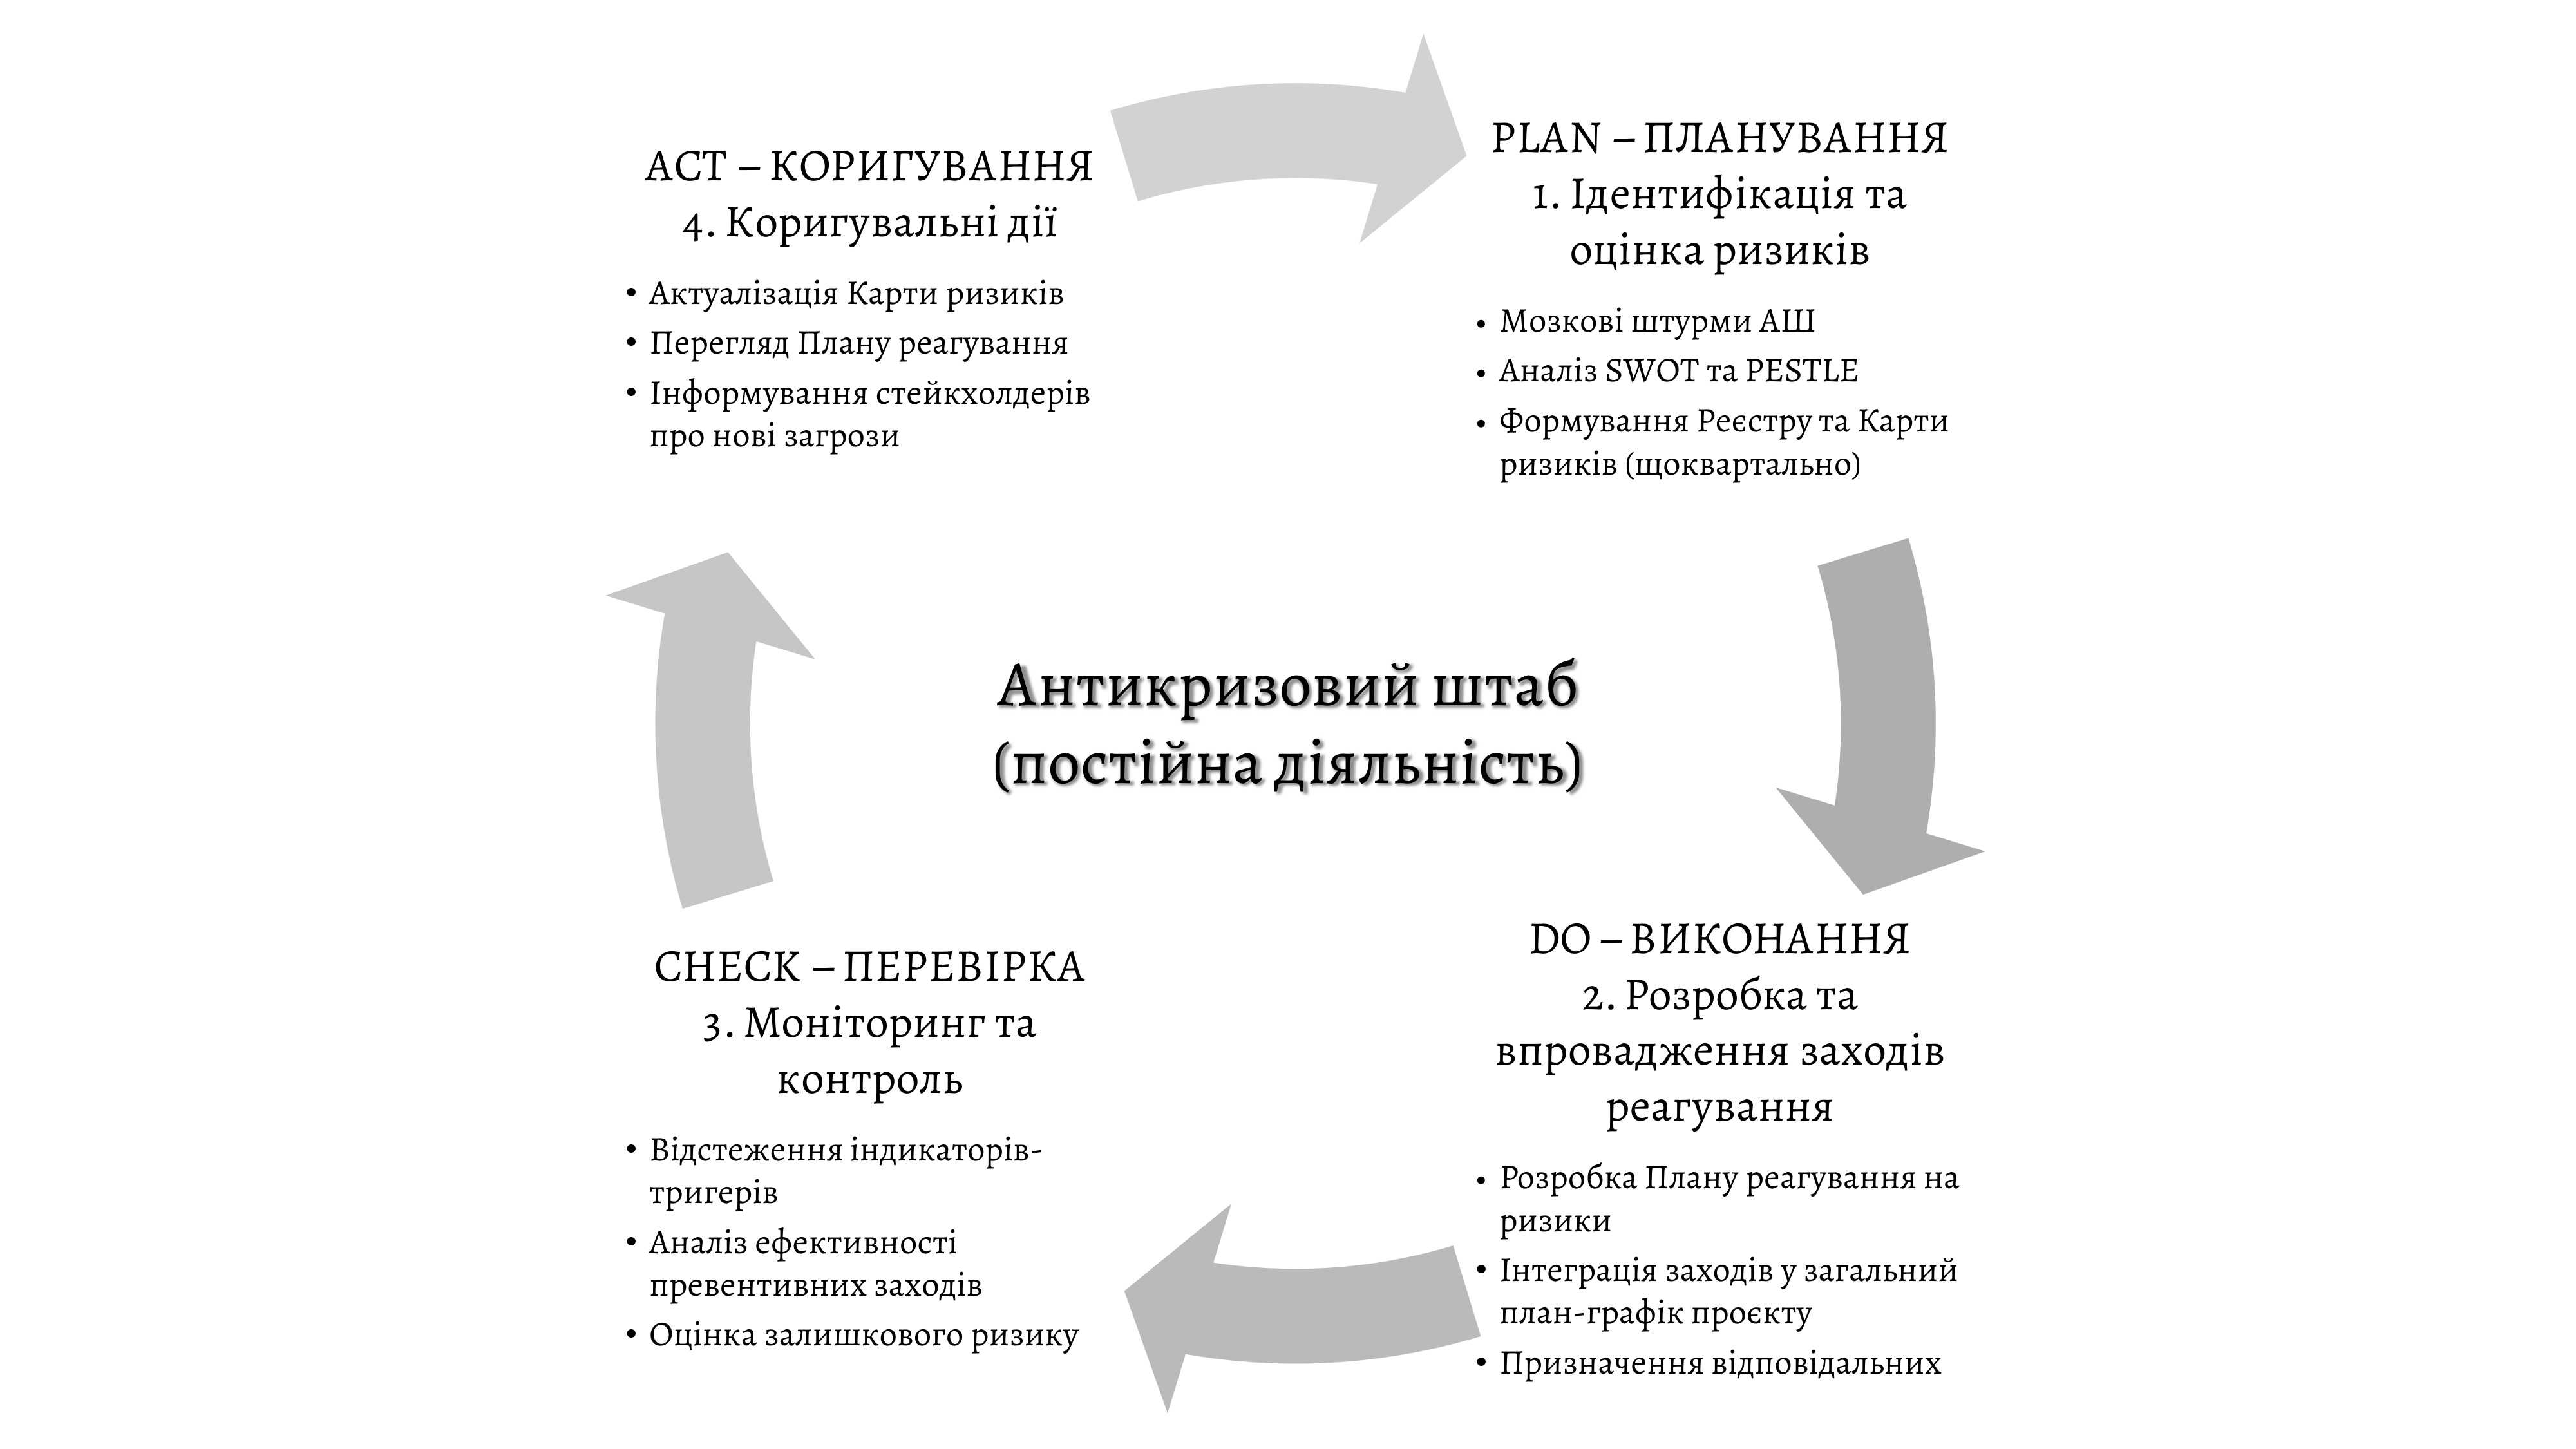 ACT – КОРИГУВАННЯ
4. Коригувальні дії
• Актуалізація Карти ризиків
• Перегляд Плану реагування
• Інформування стейкхолдерів
про нові загрози
PLAN – ПЛАНУВАННЯ
1. Ідентифікація та
оцінка ризиків
• Мозкові штурми АШ
• Аналіз SWOT та PESTLE
• Формування Реєстру та Карти
ризиків (щоквартально)
Антикризовий штаб
(постійна діяльність)
CHECK – ПЕРЕВІРКА
3. Моніторинг та
контроль
• Відстеження індикаторів-
тригерів
• Аналіз ефективності
превентивних заходів
• Оцінка залишкового ризику
DO – ВИКОНАННЯ
2. Розробка та
впровадження заходів
реагування
• Розробка Плану реагування на
ризики
• Інтеграція заходів у загальний
план-графік проєкту
• Призначення відповідальних